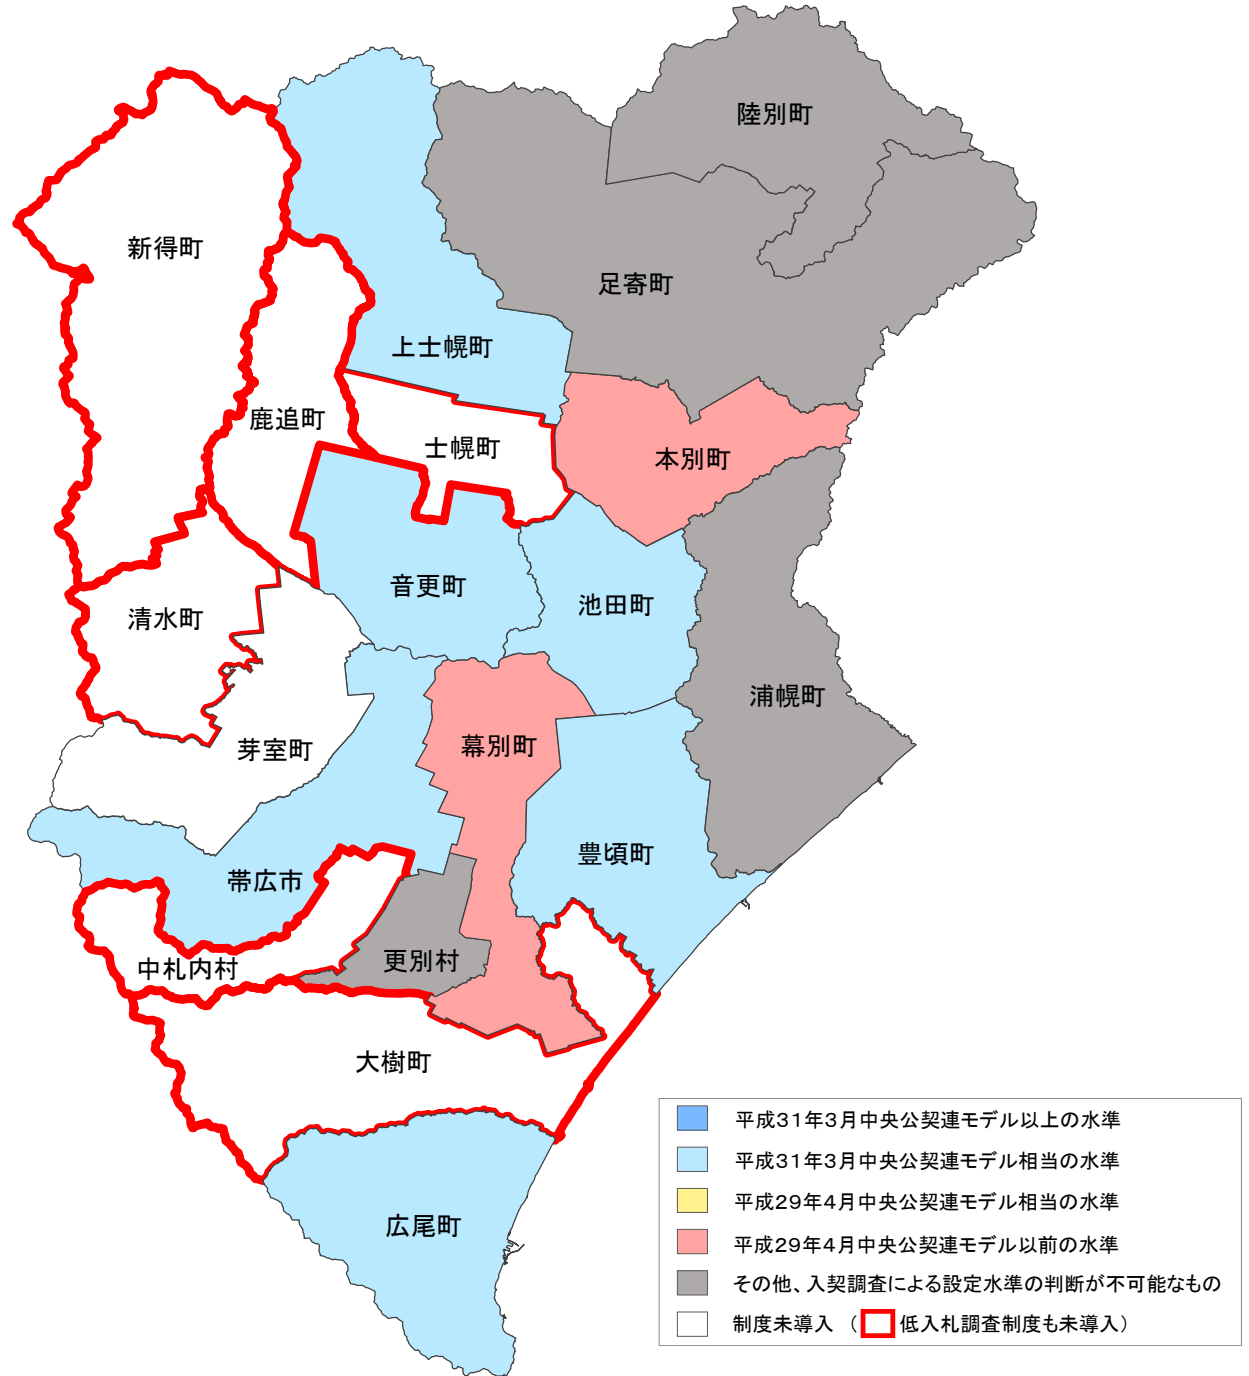 陸別町
新得町
足寄町
上士幌町
鹿追町
士幌町
本別町
音更町
池田町
清水町
浦幌町
芽室町
幕別町
豊頃町
帯広市
更別村
中札内村
大樹町
広尾町
平成31年3月中央公契連モデル以上の水準
平成31年3月中央公契連モデル相当の水準
平成29年4月中央公契連モデル相当の水準
平成29年4月中央公契連モデル以前の水準
その他、入契調査による設定水準の判断が不可能なもの
制度未導入 ( 低入札調査制度も未導入)